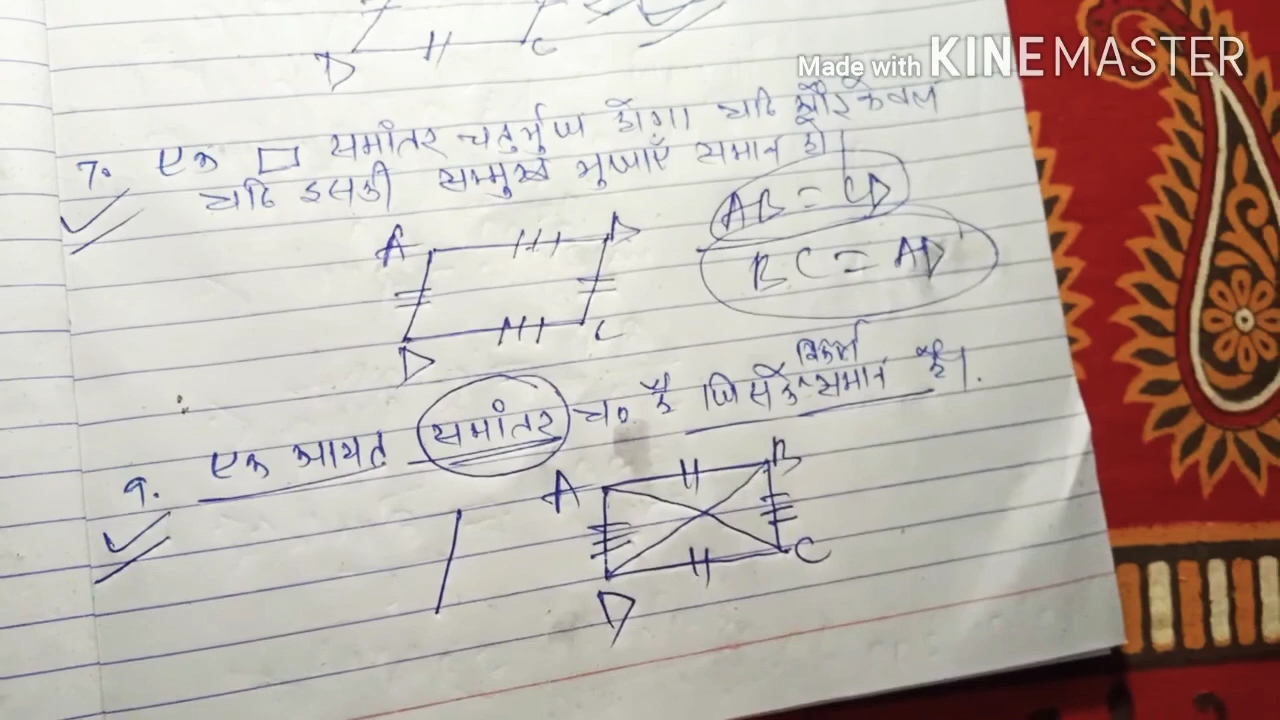 D C
Made with KINEMASTER
7. एक □ समांतर चतुर्भुज होगा यदि और केवल
यदि इसकी सम्मुख भुजाएँ समान हो।
A B
AB = CD
BC = AD
D C
विकर्ण
9. एक आयत समांतर च० है जिसके ^ समान हैं।
A B
C
D